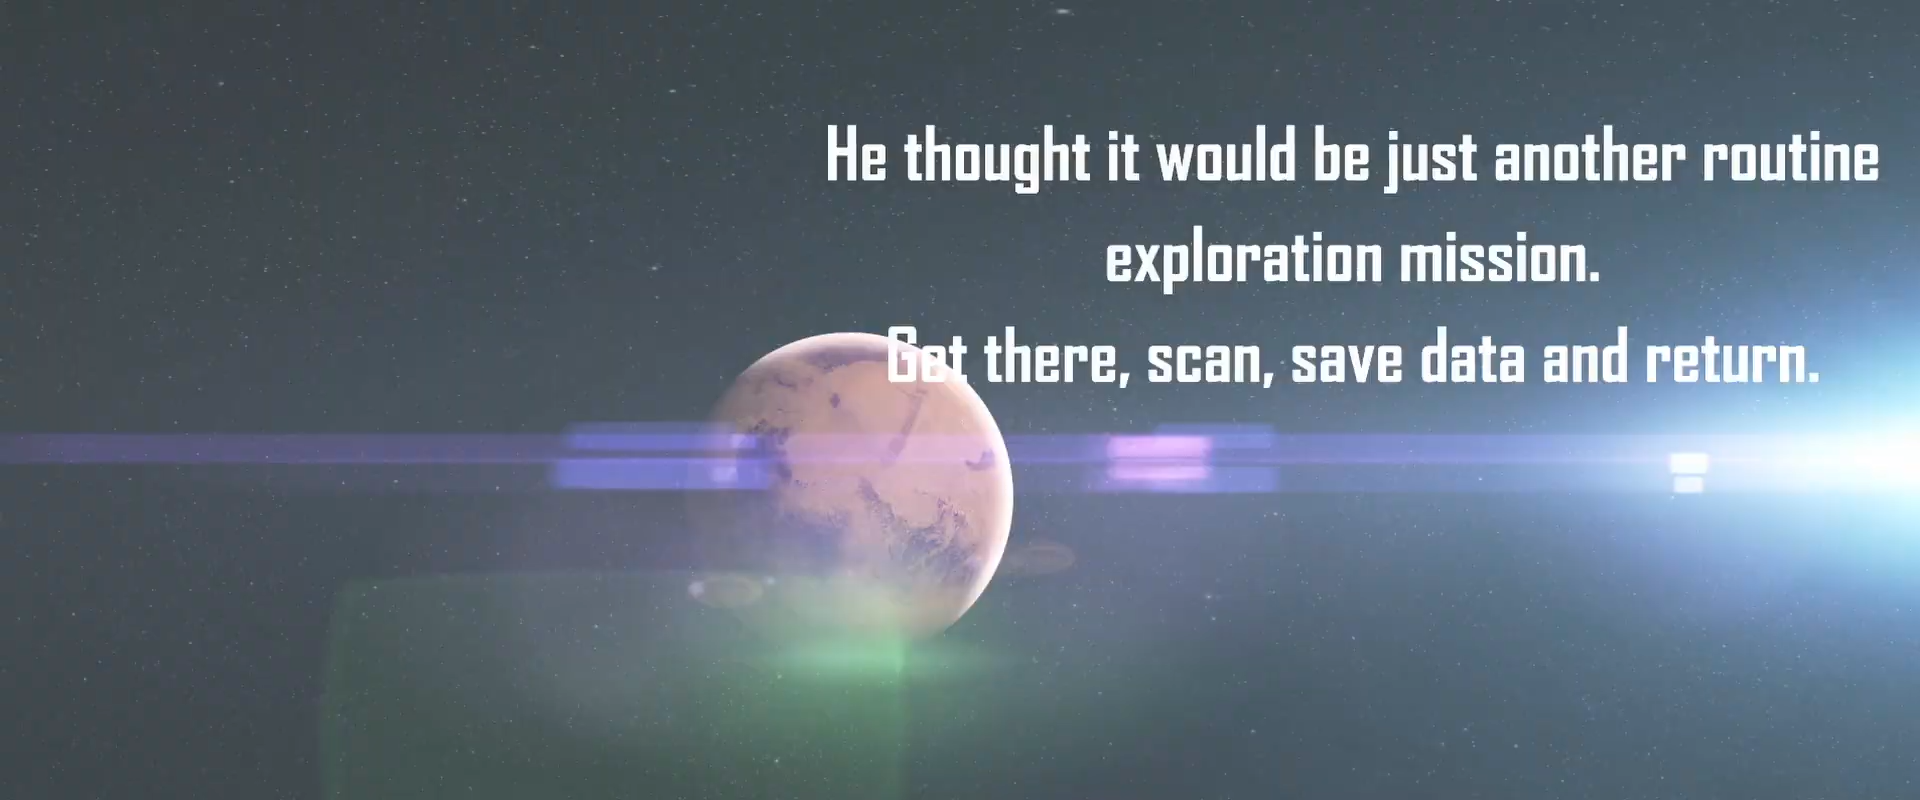 He thought it would be just another routine
exploration mission.
Get there, scan, save data and return.